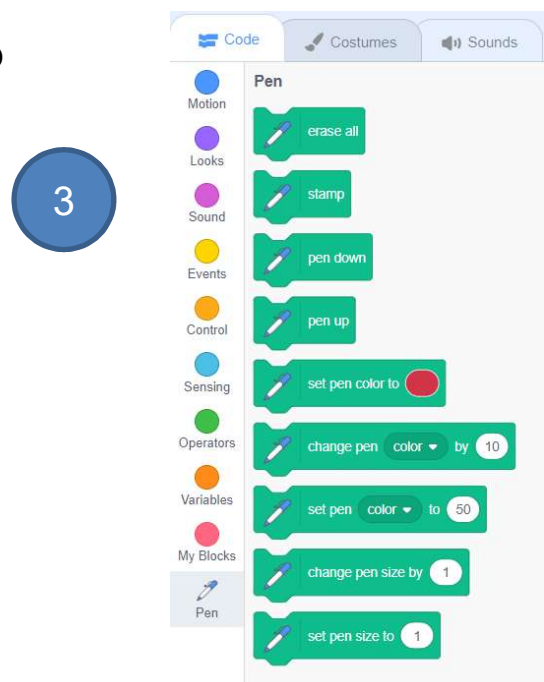 Code Costumes Sounds
Pen
Motion
Looks
Sound
Events
Control
Sensing
Operators
Variables
My Blocks
Pen
erase all
stamp
pen down
pen up
set pen color to
change pen color by 10
set pen color to 50
change pen size by 1
set pen size to 1
3